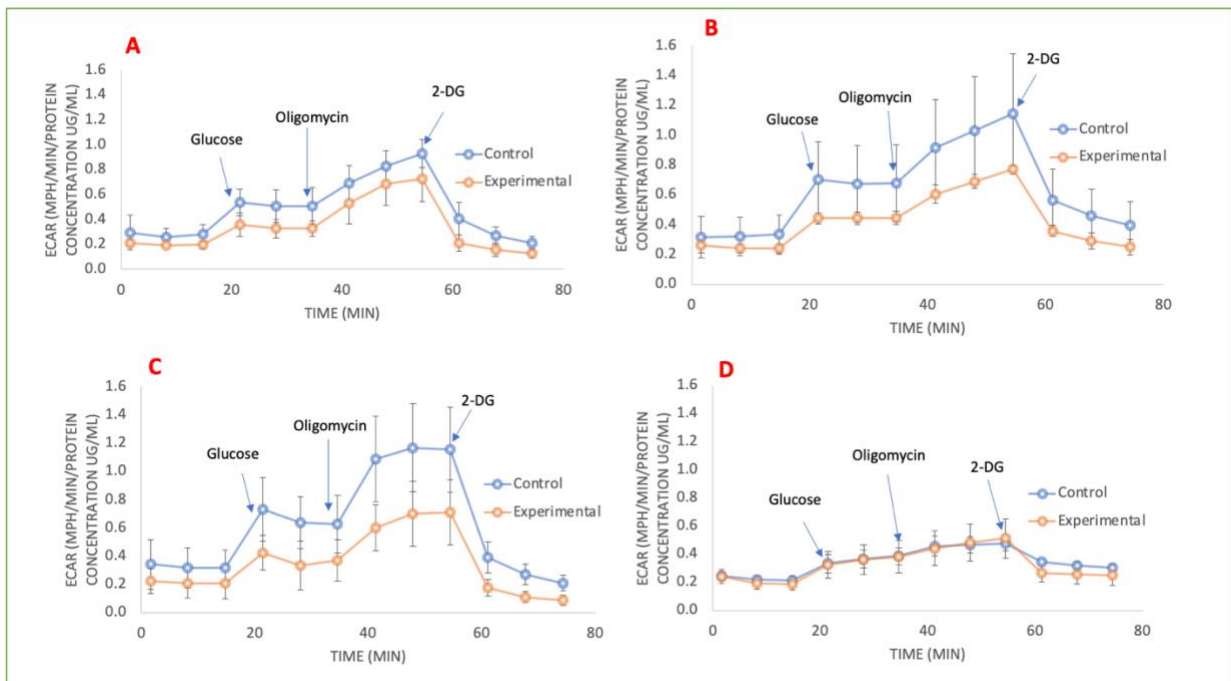 A
ECAR (MPH/MIN/PROTEIN
CONCENTRATION UG/ML)
1.6
1.4
1.2
1.0
0.8
0.6
0.4
0.2
0.0
Glucose
Oligomycin
2-DG
Control
Experimental
0 20 40 60 80
TIME (MIN)
B
ECAR (MPH/MIN/PROTEIN
CONCENTRATION UG/ML)
1.6
1.4
1.2
1.0
0.8
0.6
0.4
0.2
0.0
Glucose
Oligomycin
2-DG
Control
Experimental
0 20 40 60 80
TIME (MIN)
C
ECAR (MPH/MIN/PROTEIN
CONCENTRATION UG/ML)
1.6
1.4
1.2
1.0
0.8
0.6
0.4
0.2
0.0
Glucose
Oligomycin
2-DG
Control
Experimental
0 20 40 60 80
TIME (MIN)
D
ECAR (MPH/MIN/PROTEIN
CONCENTRATION UG/ML)
1.6
1.4
1.2
1.0
0.8
0.6
0.4
0.2
0.0
Glucose
Oligomycin
2-DG
Control
Experimental
0 20 40 60 80
TIME (MIN)